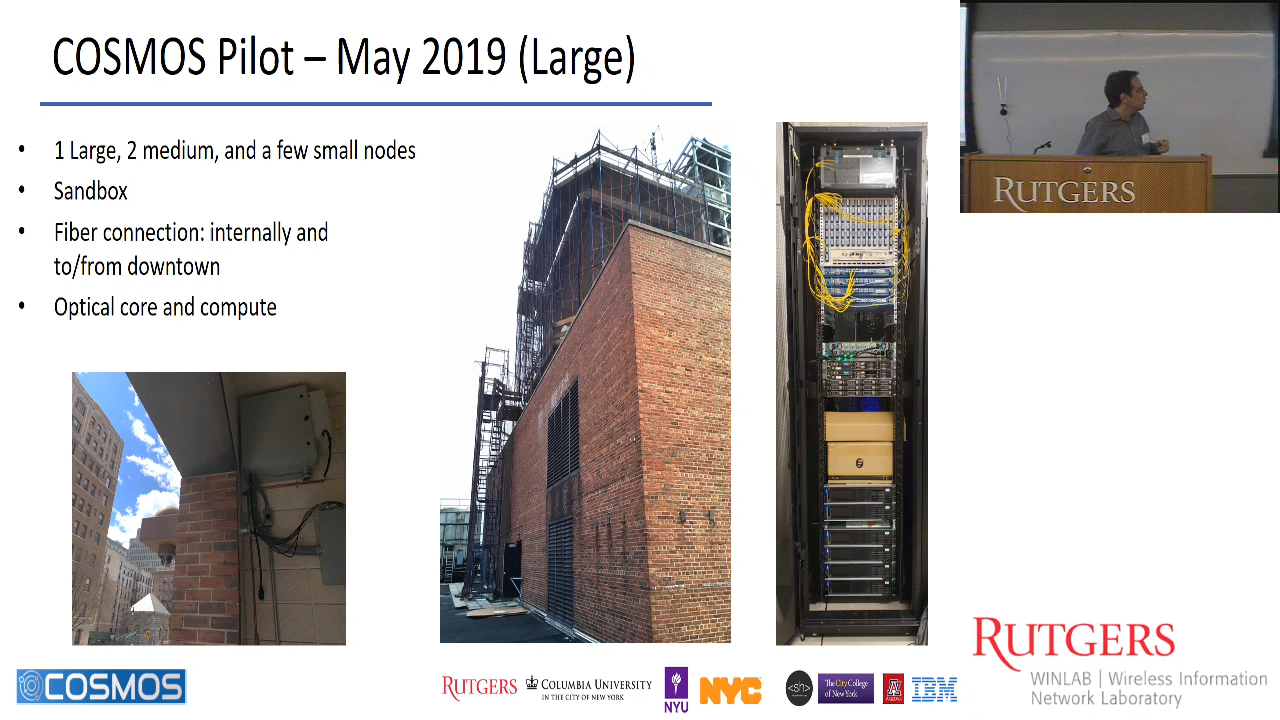 COSMOS Pilot – May 2019 (Large)
• 1 Large, 2 medium, and a few small nodes
• Sandbox
• Fiber connection: internally and
to/from downtown
• Optical core and compute
RUTGERS
COSMOS
RUTGERS
COLUMBIA UNIVERSITY
IN THE CITY OF NEW YORK
NYU
NYC
<sh>
The City College
of New York
A
ARIZONA
IBM
RUTGERS
WINLAB | Wireless Information
Network Laboratory